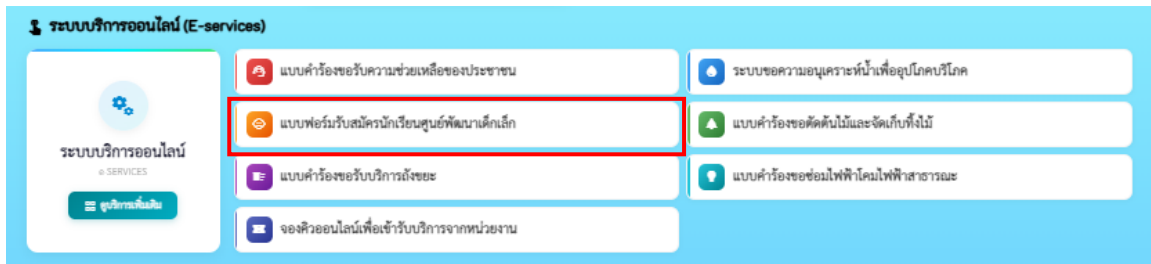 ระบบบริการออนไลน์ (E-services)
แบบคำร้องขอรับความช่วยเหลือของประชาชน
ระบบขอความอนุเคราะห์น้ำเพื่ออุปโภคบริโภค
แบบฟอร์มรับสมัครนักเรียนศูนย์พัฒนาเด็กเล็ก
แบบคำร้องขอตัดต้นไม้และจัดเก็บกิ่งไม้
ระบบบริการออนไลน์
e SERVICES
ดูบริการเพิ่มเติม
แบบคำร้องขอรับบริการถังขยะ
แบบคำร้องขอซ่อมไฟฟ้าโคมไฟฟ้าสาธารณะ
จองคิวออนไลน์เพื่อเข้ารับบริการจากหน่วยงาน